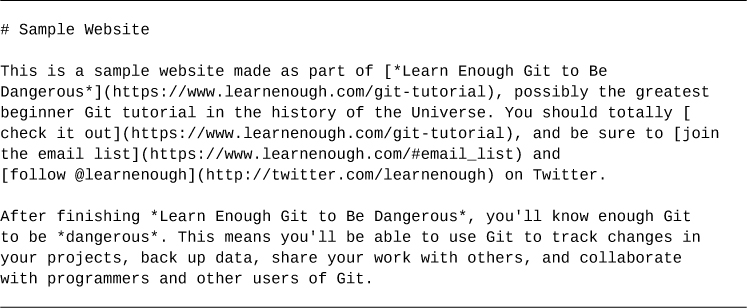 # Sample Website
This is a sample website made as part of [*Learn Enough Git to Be
Dangerous*](https://www.learnenough.com/git-tutorial), possibly the greatest
beginner Git tutorial in the history of the Universe. You should totally [
check it out](https://www.learnenough.com/git-tutorial), and be sure to [join
the email list](https://www.learnenough.com/#email_list) and
[follow @learnenough](http://twitter.com/learnenough) on Twitter.
After finishing *Learn Enough Git to Be Dangerous*, you'll know enough Git
to be *dangerous*. This means you'll be able to use Git to track changes in
your projects, back up data, share your work with others, and collaborate
with programmers and other users of Git.